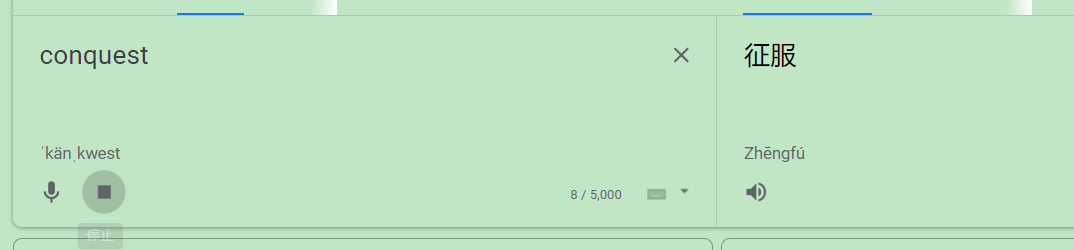 conquest
征服
ˈkänˌkwest
Zhēngfú
8 / 5,000
停止